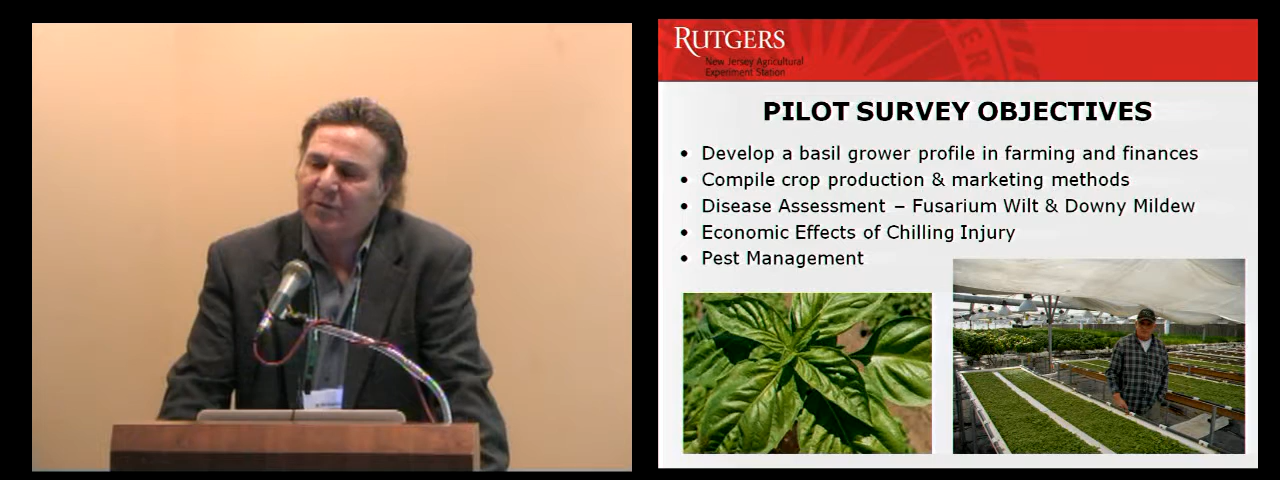 RUTGERS
New Jersey Agricultural
Experiment Station
PILOT SURVEY OBJECTIVES
• Develop a basil grower profile in farming and finances
• Compile crop production & marketing methods
• Disease Assessment – Fusarium Wilt & Downy Mildew
• Economic Effects of Chilling Injury
• Pest Management